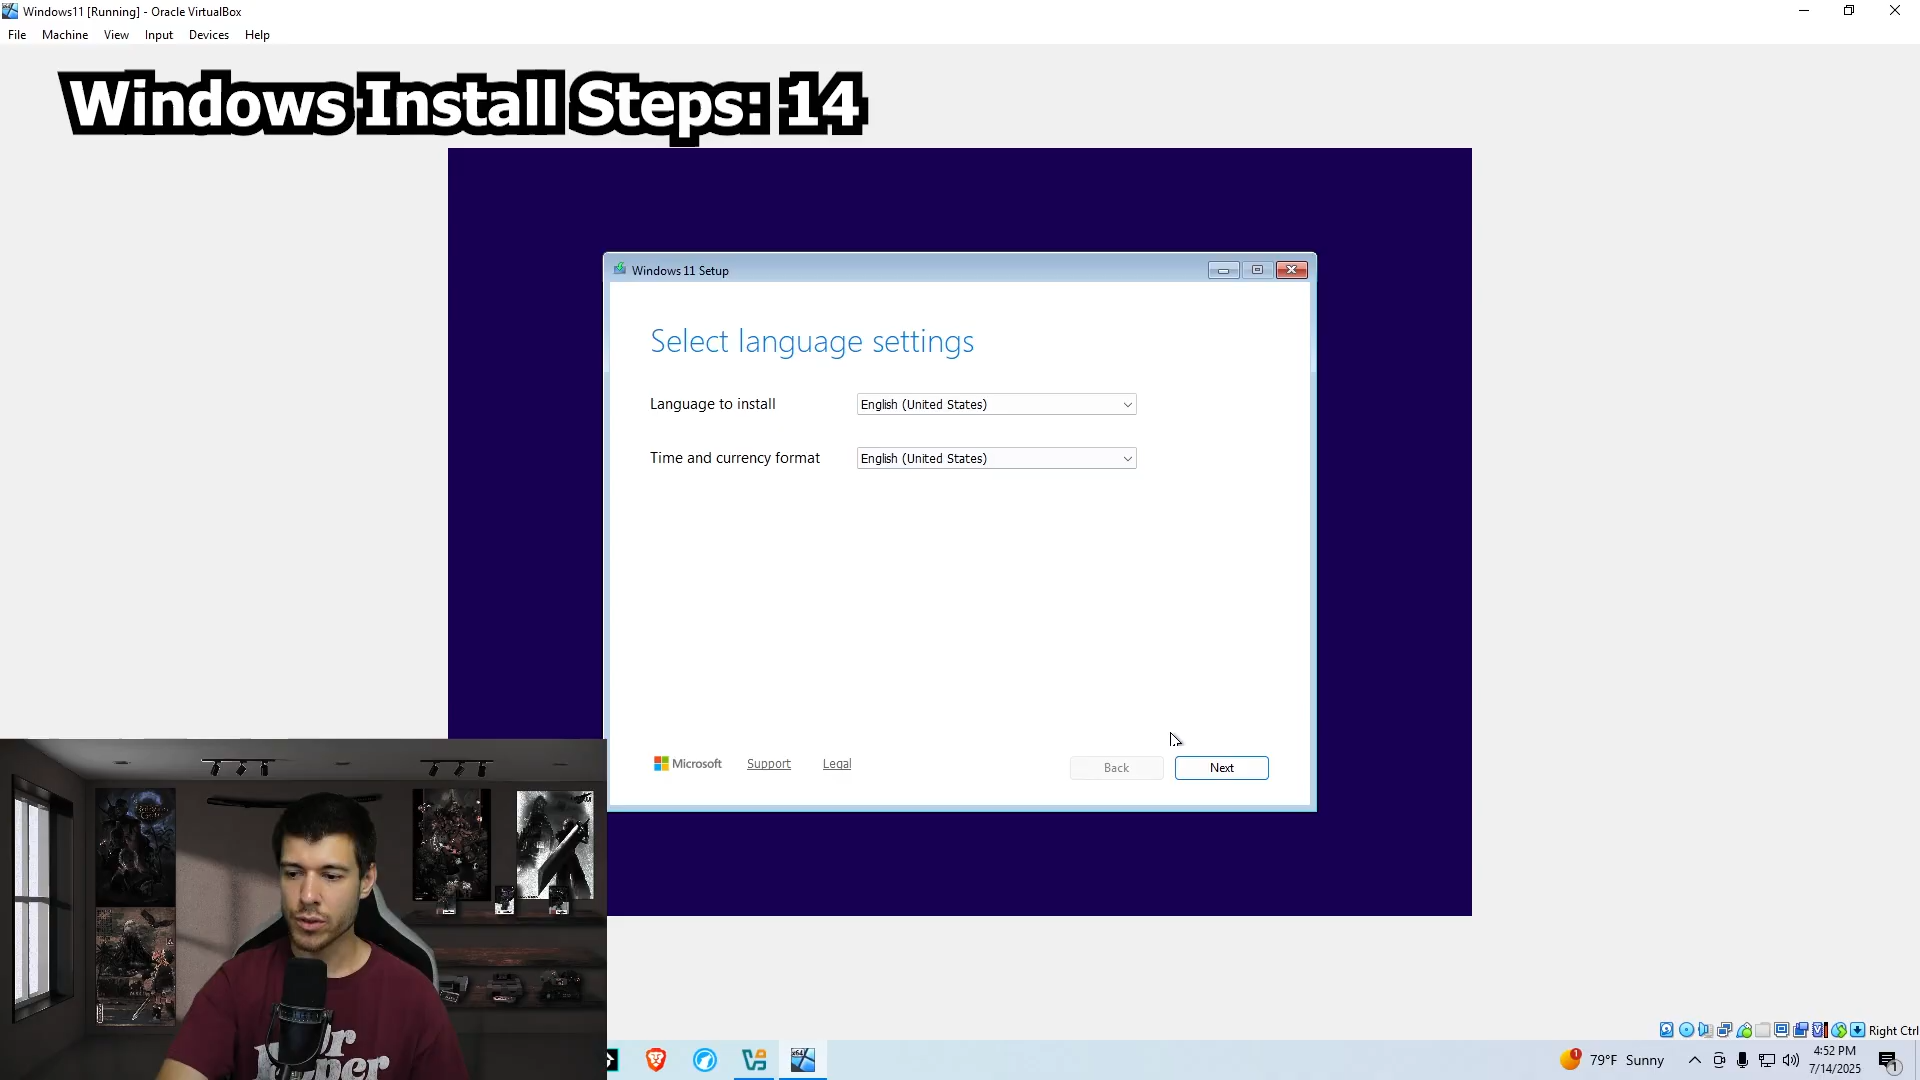 Windows11 [Running] - Oracle VirtualBox
File Machine View Input Devices Help
Windows Install Steps: 14
Windows 11 Setup
Select language settings
Language to install English (United States)
Time and currency format English (United States)
Microsoft Support Legal Back Next
Right Ctrl
79°F Sunny
4:52 PM
7/14/2025